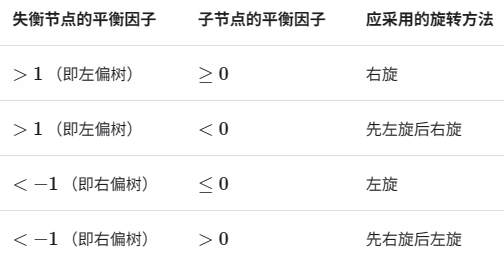 失衡节点的平衡因子 子节点的平衡因子 应采用的旋转方法
> 1 （即左偏树） ≥ 0 右旋
> 1 （即左偏树） < 0 先左旋后右旋
< −1 （即右偏树） ≤ 0 左旋
< −1 （即右偏树） > 0 先右旋后左旋